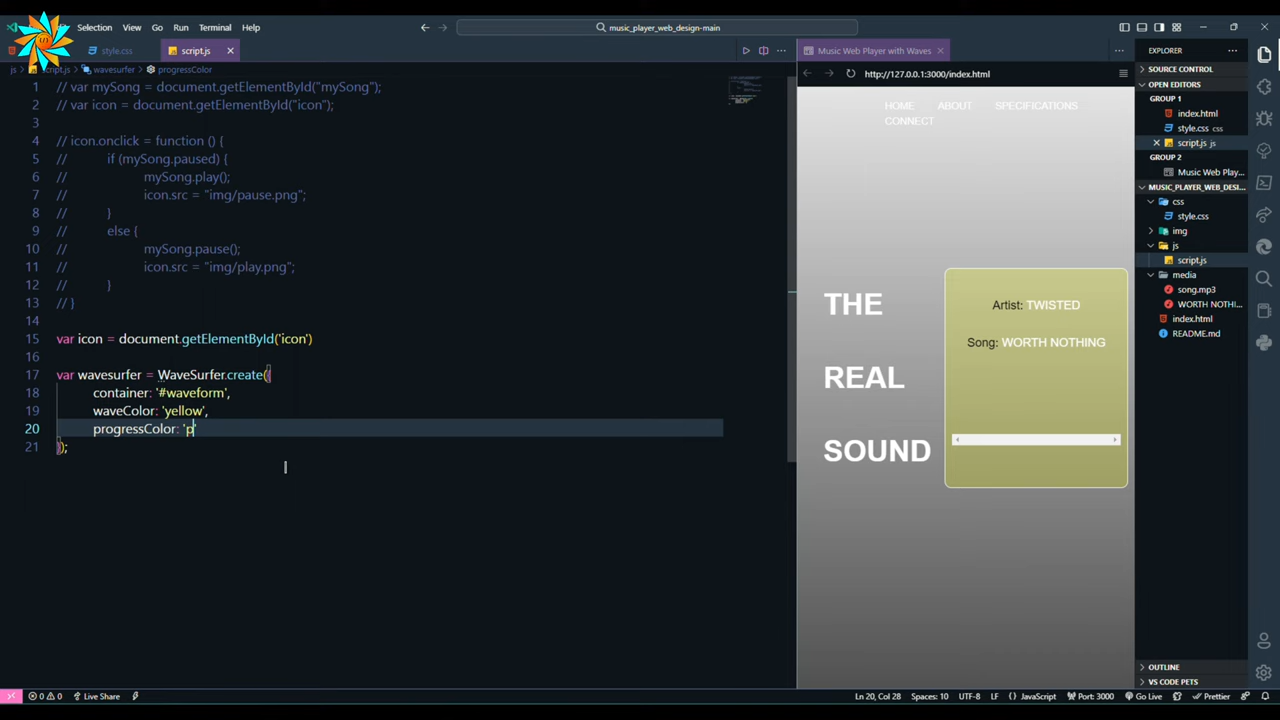 Selection View Go Run Terminal Help
music_player_web_design-main
style.css
script.js
Music Web Player with Waves
EXPLORER
js
wavesurfer
progressColor
http://127.0.0.1:3000/index.html
1 // var mySong = document.getElementById("mySong");
2 // var icon = document.getElementById("icon");
3
4 // icon.onclick = function () {
5 // if (mySong.paused) {
6 // mySong.play();
7 // icon.src = "img/pause.png";
8 // }
9 // else {
10 // mySong.pause();
11 // icon.src = "img/play.png";
12 // }
13 // }
14
15 var icon = document.getElementById('icon')
16
17 var wavesurfer = WaveSurfer.create({
18 container: '#waveform',
19 waveColor: 'yellow',
20 progressColor: 'p'
21 });
HOME ABOUT SPECIFICATIONS
CONNECT
THE
REAL
SOUND
Artist: TWISTED
Song: WORTH NOTHING
SOURCE CONTROL
OPEN EDITORS
GROUP 1
index.html
style.css css
script.js js
GROUP 2
Music Web Play...
MUSIC_PLAYER_WEB_DESI...
css
style.css
img
js
script.js
media
song.mp3
WORTH NOTHI...
index.html
README.md
OUTLINE
VS CODE PETS
0 0 Live Share
Ln 20, Col 28 Spaces: 10 UTF-8 LF {} JavaScript Port: 3000 Go Live Prettier